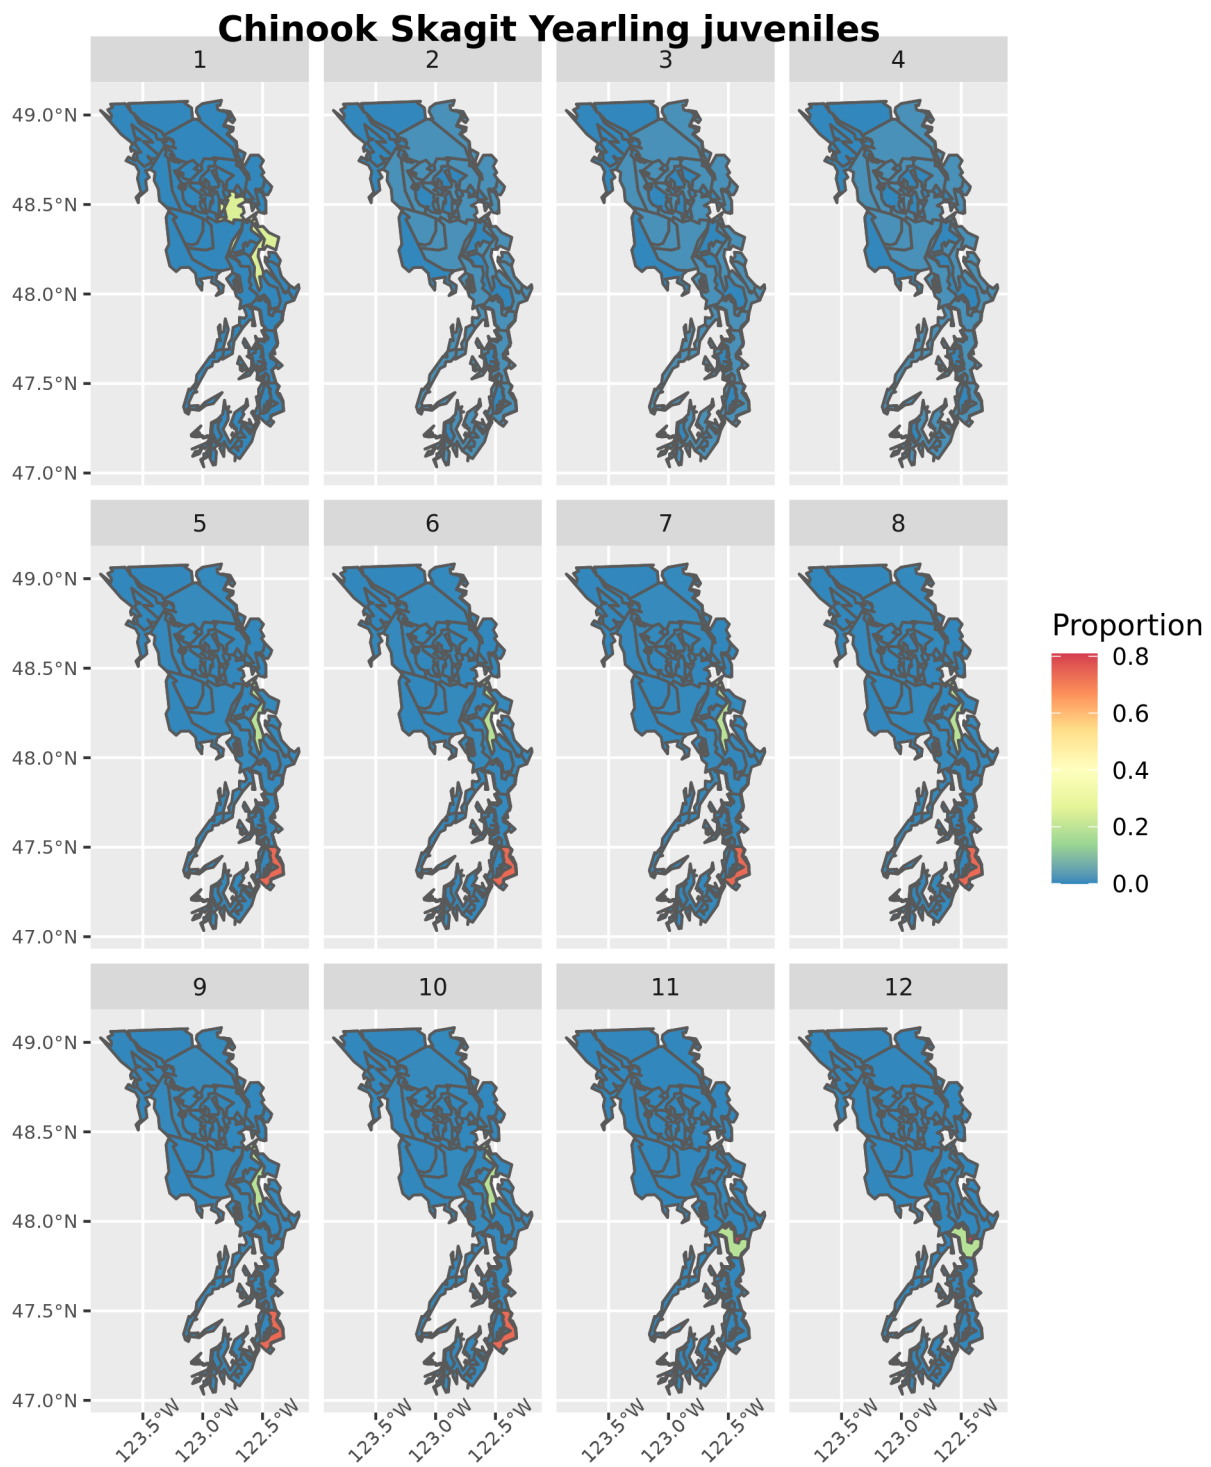 Chinook Skagit Yearling juveniles
1 2 3 4
49.0°N
48.5°N
48.0°N
47.5°N
47.0°N
5 6 7 8
49.0°N
48.5°N
48.0°N
47.5°N
47.0°N
Proportion
0.8
0.6
0.4
0.2
0.0
9 10 11 12
49.0°N
48.5°N
48.0°N
47.5°N
47.0°N
123.5°W 123.0°W 122.5°W 123.5°W 123.0°W 122.5°W 123.5°W 123.0°W 122.5°W 123.5°W 123.0°W 122.5°W